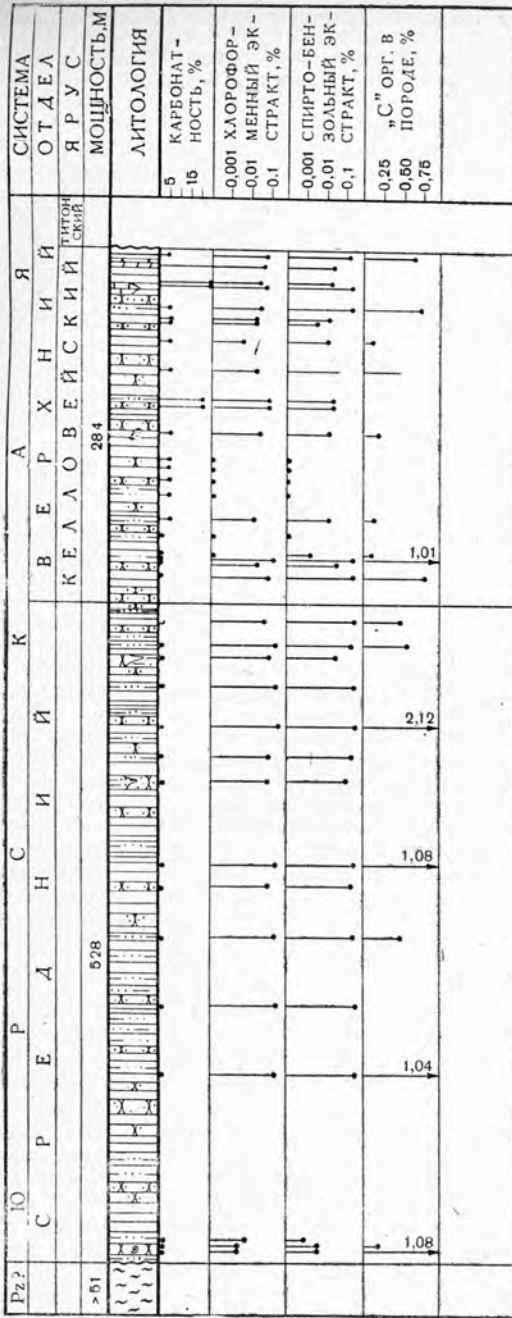 СИСТЕМА
ОТДЕЛ
ЯРУС
МОЩНОСТЬ,М
ЛИТОЛОГИЯ
КАРБОНАТ-
НОСТЬ, %
5
15
ХЛОРОФОР-
МЕННЫЙ ЭК-
СТРАКТ, %
0,001
0,01
0,1
СПИРТО-БЕН-
ЗОЛЬНЫЙ ЭК-
СТРАКТ, %
0,001
0,01
0,1
„С" ОРГ. В
ПОРОДЕ, %
0,25
0,50
0,75
Pz? ЮРСКАЯ
СРЕДНИЙ ВЕРХНИЙ
КЕЛЛОВЕЙСКИЙ
ТИТОН
СКИЙ
>51 528 284
1,01
2,12
1,08
1,04
1,08